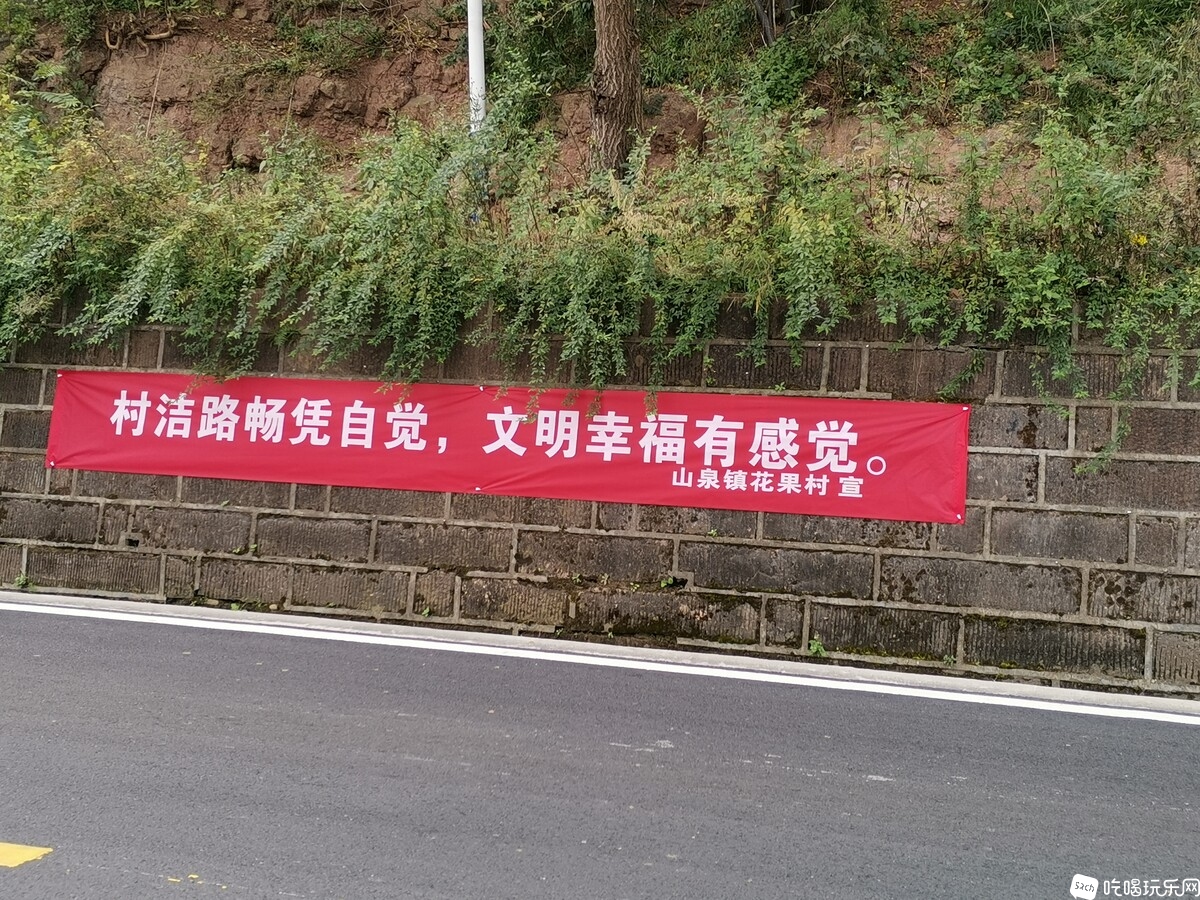 村洁路畅凭自觉，文明幸福有感觉。
山泉镇花果村 宣
52ch 吃喝玩乐网